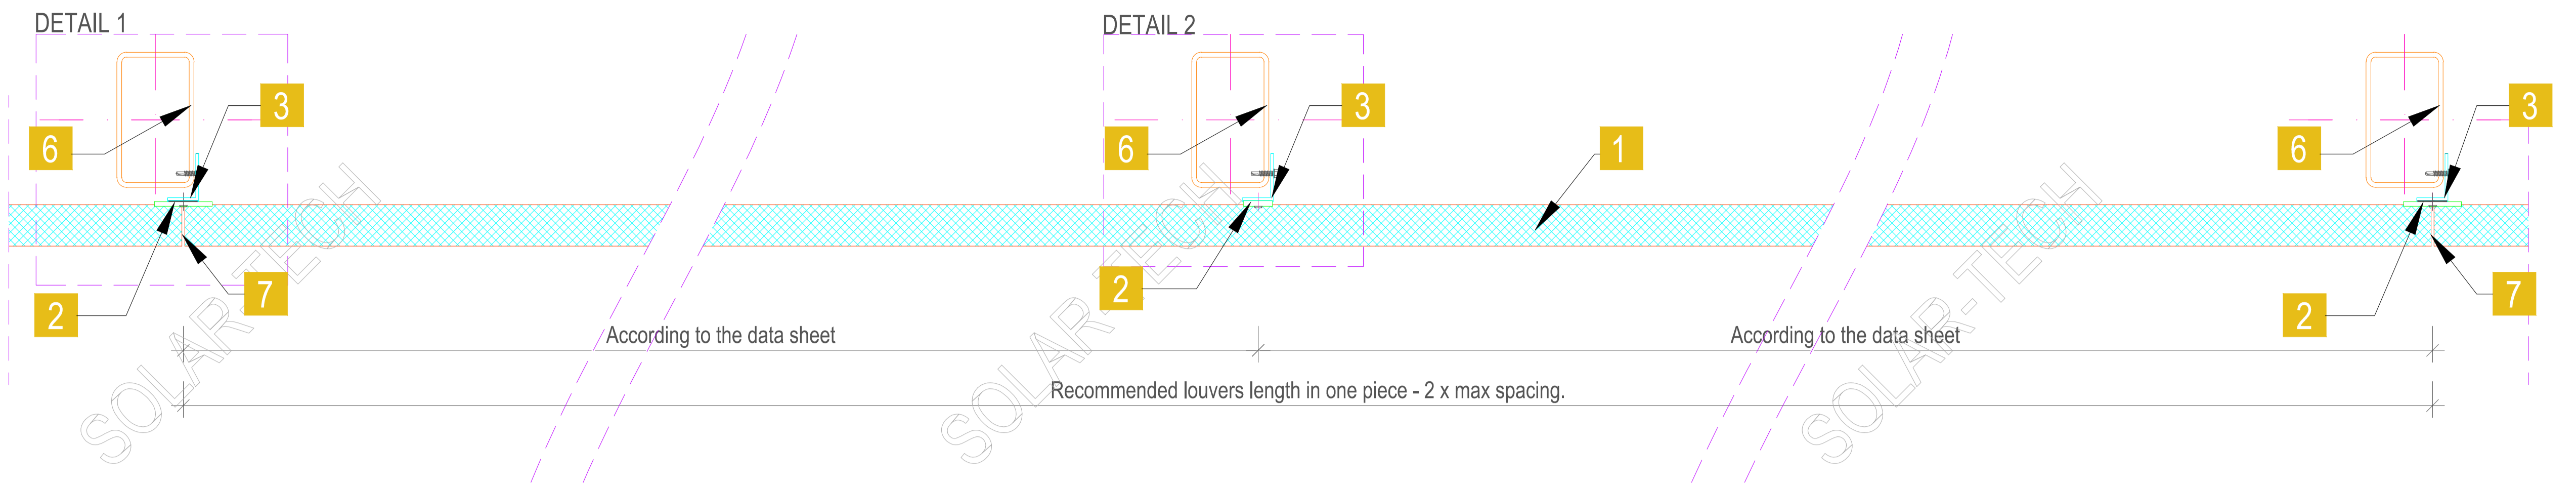 DETAIL 1
DETAIL 2
3
3
3
6
6
1
6
2
7
2
2
7
According to the data sheet
According to the data sheet
Recommended louvers length in one piece - 2 x max spacing.
SOLAR-TECH
SOLAR-TECH
SOLAR-TECH